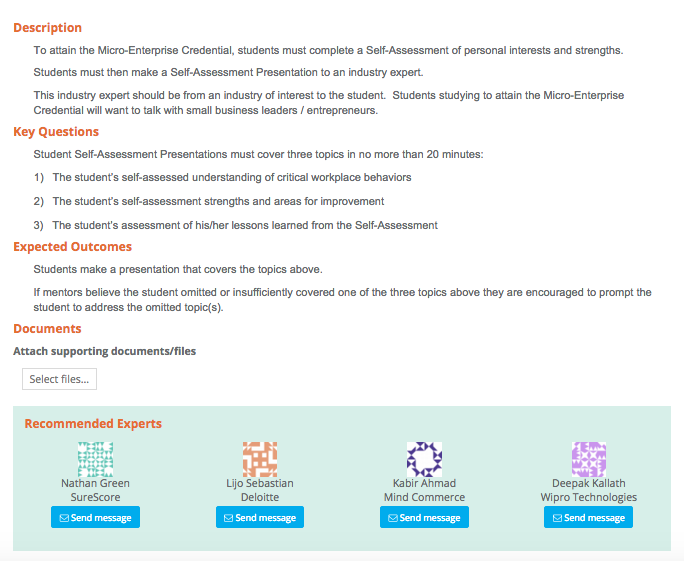 Description
To attain the Micro-Enterprise Credential, students must complete a Self-Assessment of personal interests and strengths.
Students must then make a Self-Assessment Presentation to an industry expert.
This industry expert should be from an industry of interest to the student.  Students studying to attain the Micro-Enterprise
Credential will want to talk with small business leaders / entrepreneurs.
Key Questions
Student Self-Assessment Presentations must cover three topics in no more than 20 minutes:
1)   The student's self-assessed understanding of critical workplace behaviors
2)   The student's self-assessment strengths and areas for improvement
3)   The student's assessment of his/her lessons learned from the Self-Assessment
Expected Outcomes
Students make a presentation that covers the topics above.
If mentors believe the student omitted or insufficiently covered one of the three topics above they are encouraged to prompt the
student to address the omitted topic(s).
Documents
Attach supporting documents/files
Select files...
Recommended Experts
Nathan Green
SureScore
Send message
Lijo Sebastian
Deloitte
Send message
Kabir Ahmad
Mind Commerce
Send message
Deepak Kallath
Wipro Technologies
Send message